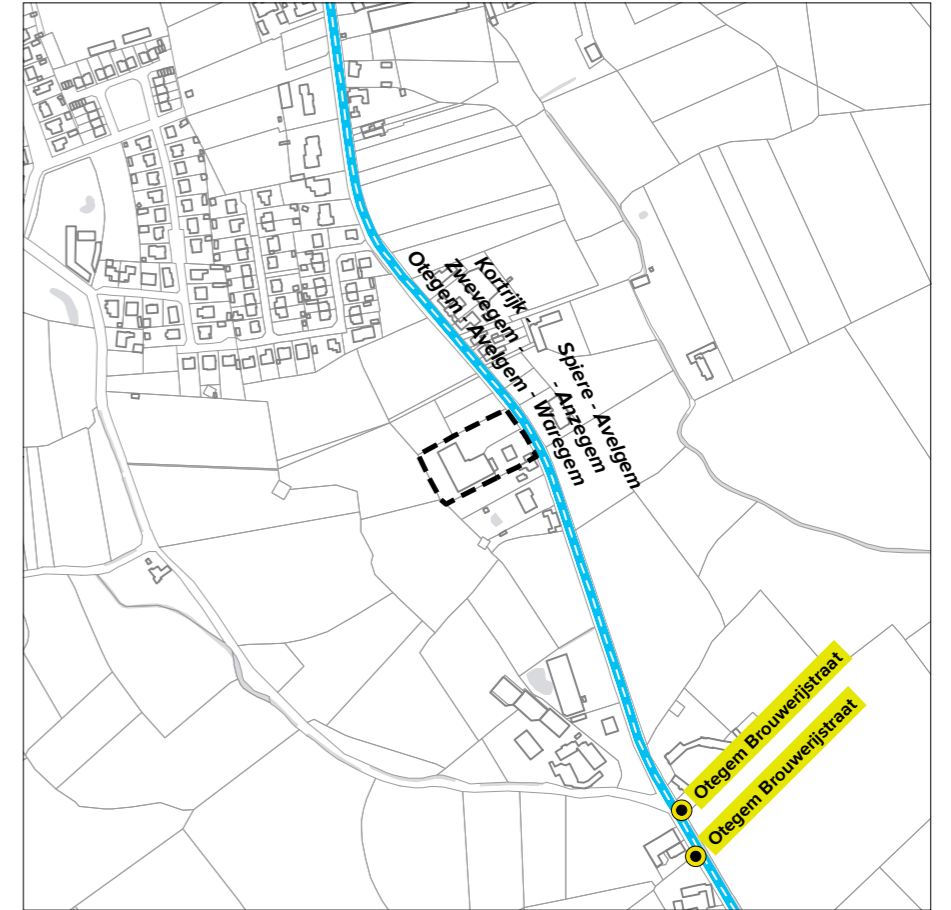 Kortrijk -
Zwevegem -
Otegem - Avelgem - Waregem
Spiere - Avelgem
- Anzegem
Otegem Brouwerijstraat
Otegem Brouwerijstraat